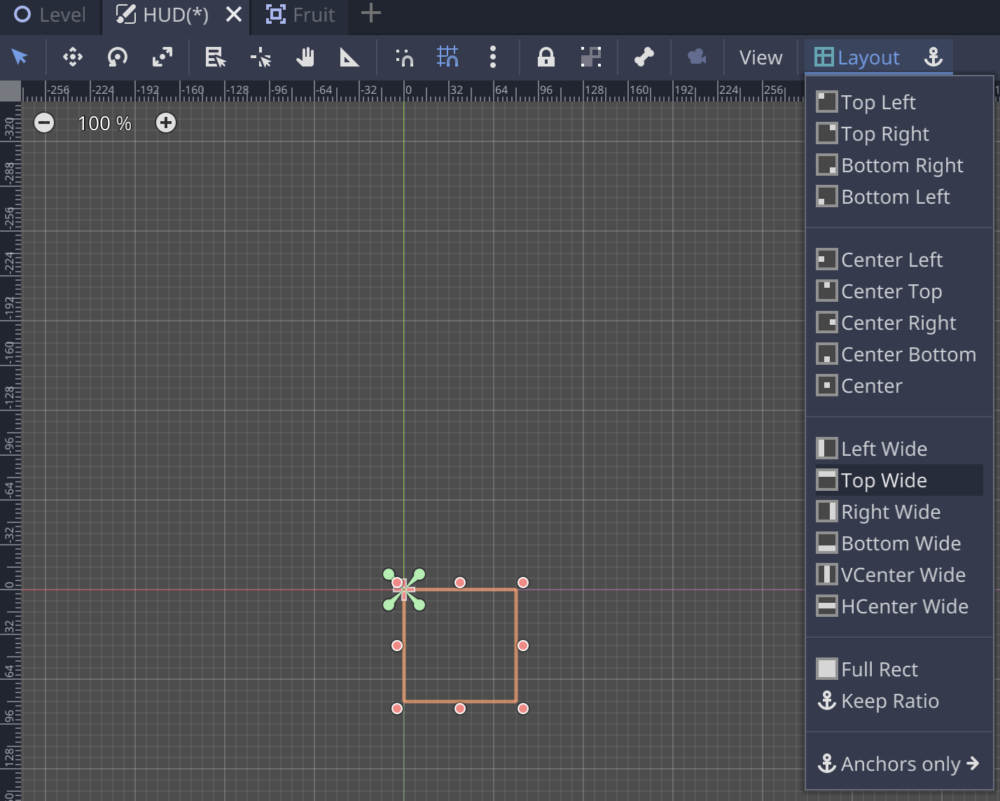 Level HUD(*) Fruit
View Layout
-256 -224 -192 -160 -128 -96 -64 -32 0 32 64 96 128 160 192 224 256
100 %
-320
-288
-256
-224
-192
-160
-128
-96
-64
-32
0
32
64
96
128
Top Left
Top Right
Bottom Right
Bottom Left
Center Left
Center Top
Center Right
Center Bottom
Center
Left Wide
Top Wide
Right Wide
Bottom Wide
VCenter Wide
HCenter Wide
Full Rect
Keep Ratio
Anchors only